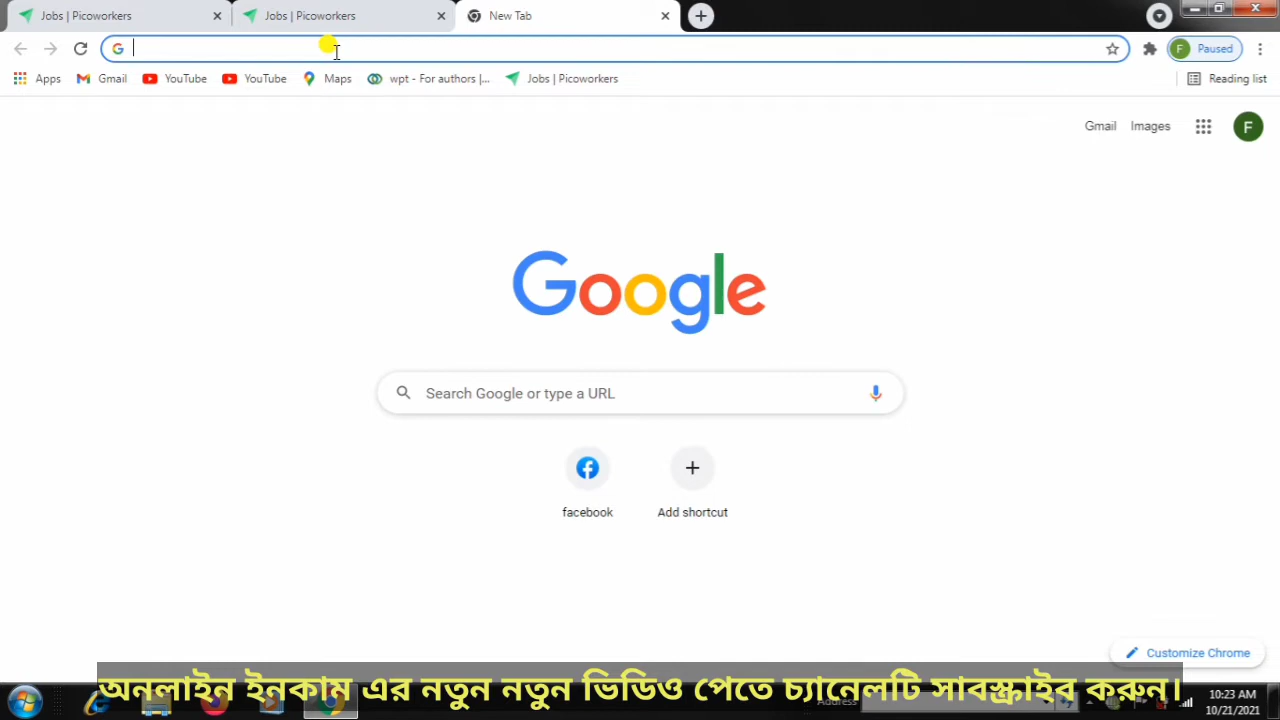 Jobs | Picoworkers
Jobs | Picoworkers
New Tab
F Paused
Apps Gmail YouTube YouTube Maps wpt - For authors |... Jobs | Picoworkers Reading list
Gmail Images F
Google
Search Google or type a URL
facebook Add shortcut
Customize Chrome
অনলাইন ইনকাম এর নতুন নতুন ভিডিও পেতে চ্যানেলটি সাবস্ক্রাইব করুন।
Address
10:23 AM
10/21/2021